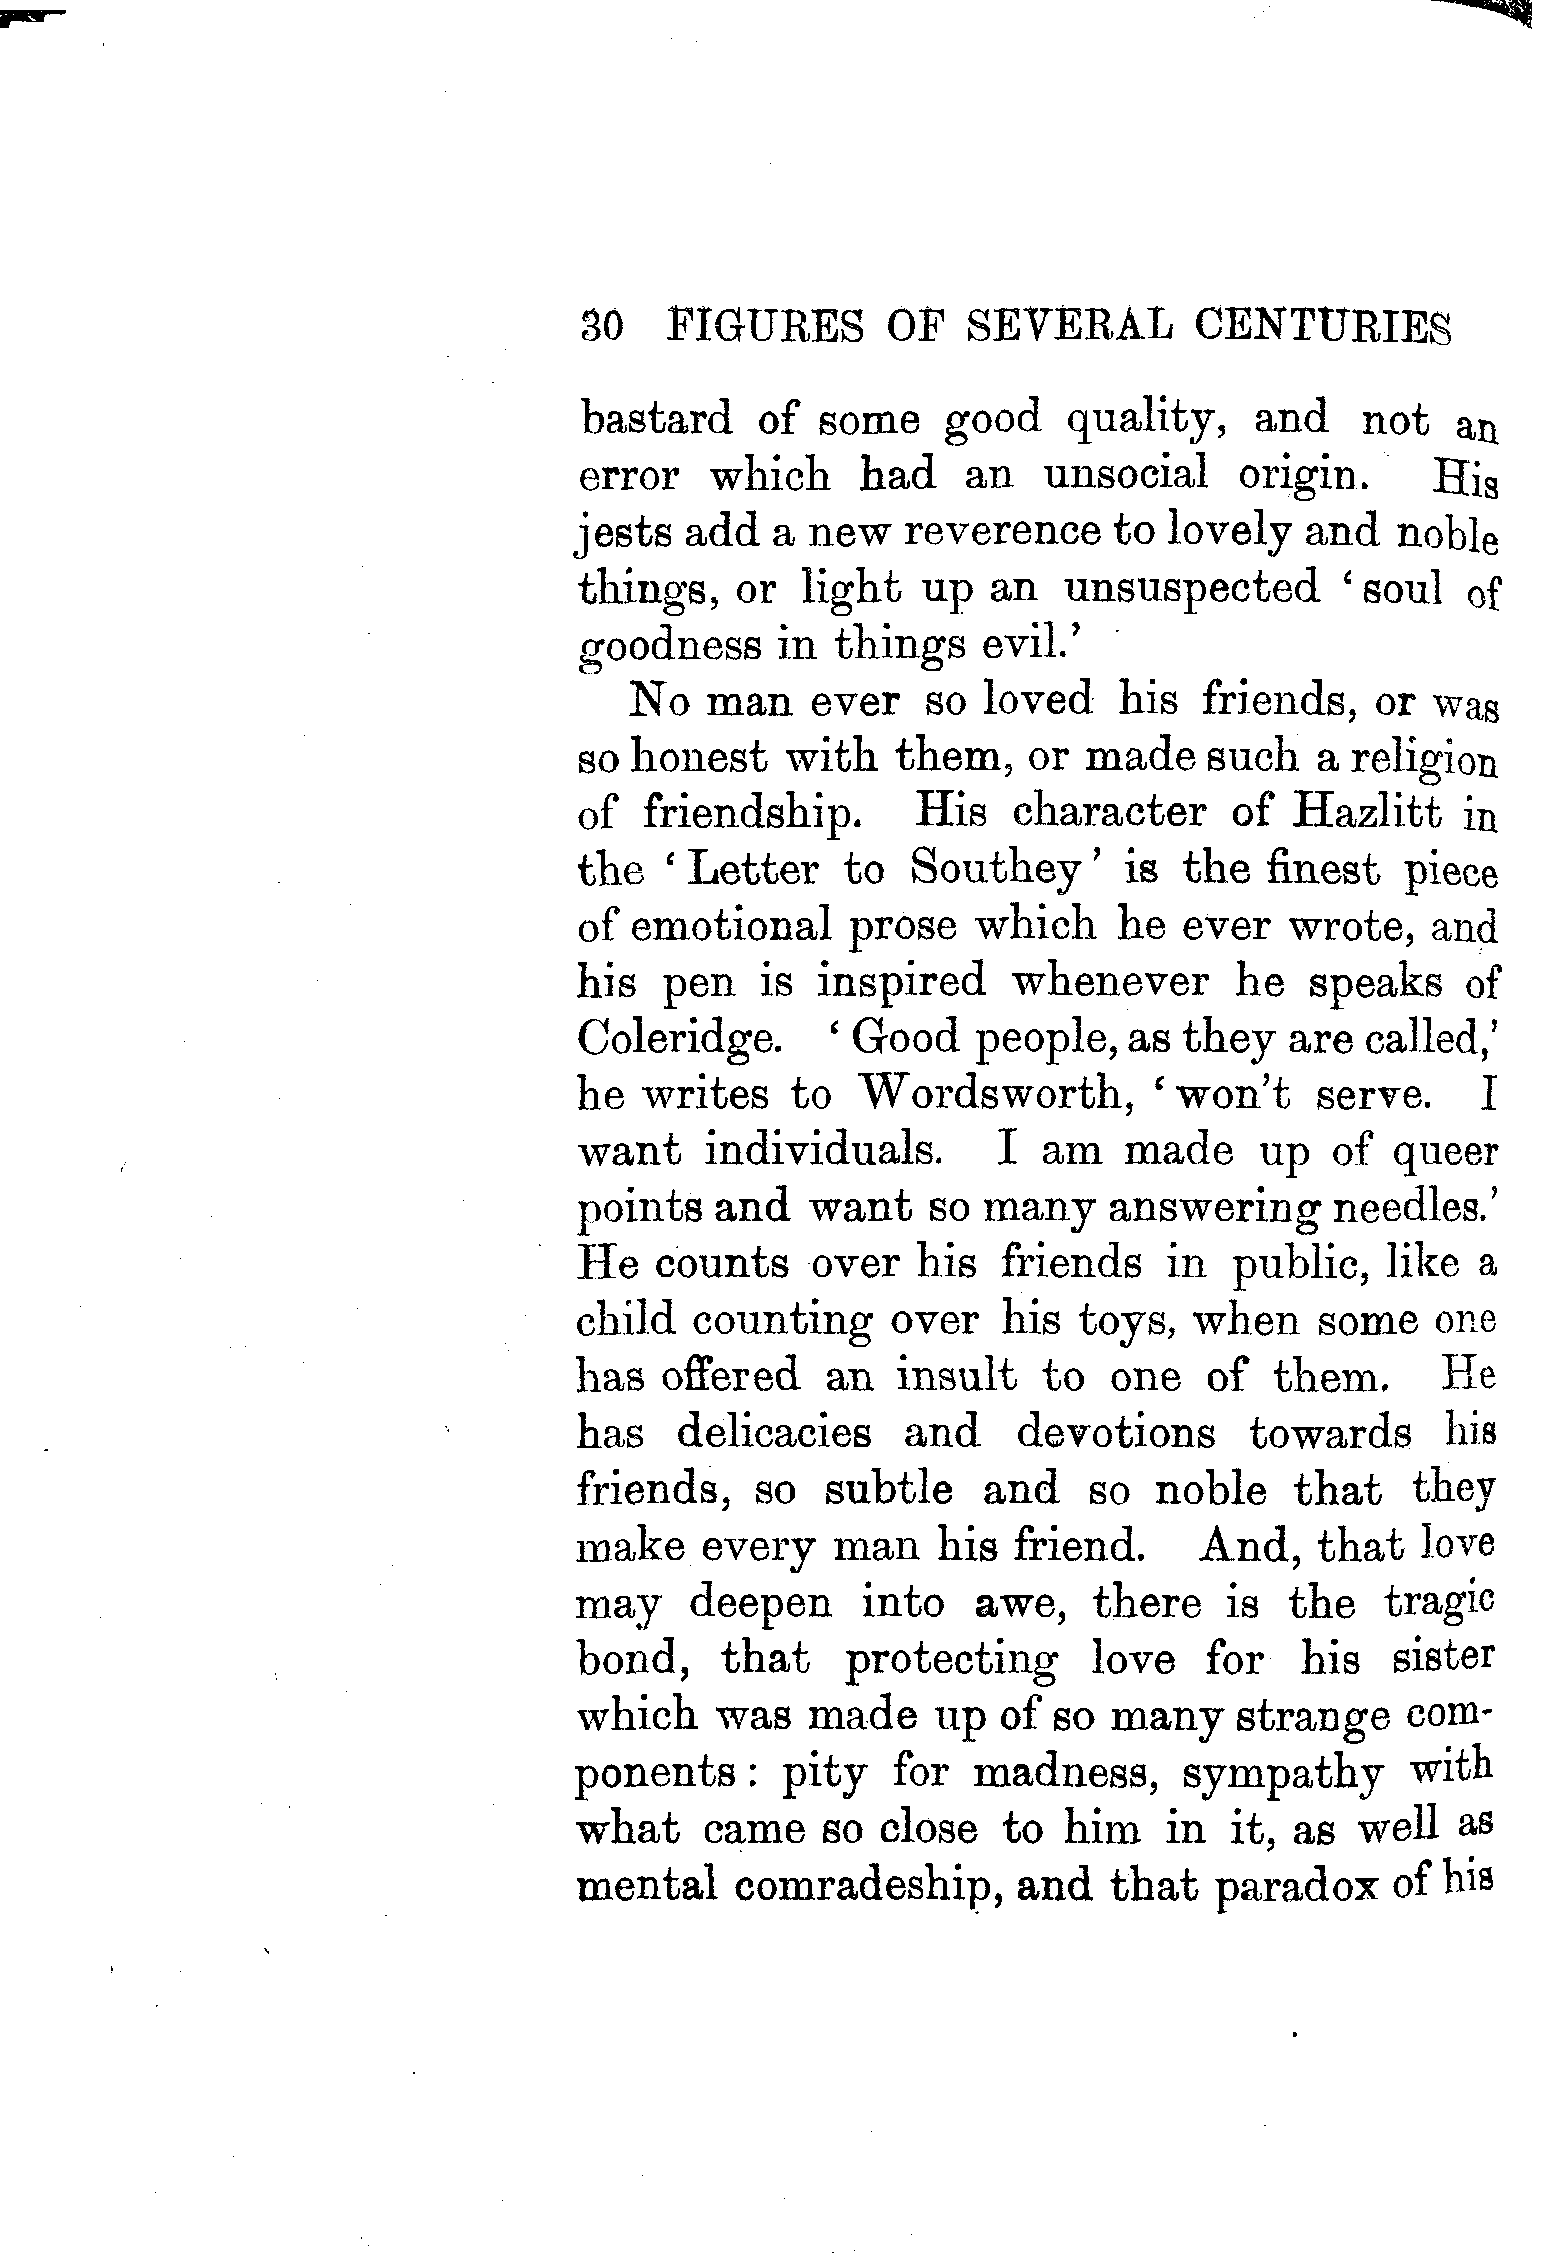 30 FIGURES OF SEVERAL CENTURIES
bastard of some good quality, and not an
error which had an unsocial origin. His
jests add a new reverence to lovely and noble
things, or light up an unsuspected ‘ soul of
goodness in things evil.’
No man ever so loved his friends, or was
so honest with them, or made such a religion
of friendship. His character of Hazlitt in
the ‘ Letter to Southey ’ is the finest piece
of emotional prose which he ever wrote, and
his pen is inspired whenever he speaks of
Coleridge. ‘ Good people, as they are called,’
he writes to Wordsworth, ‘ won’t serve. I
want individuals. I am made up of queer
points and want so many answering needles.’
He counts over his friends in public, like a
child counting over his toys, when some one
has offered an insult to one of them. He
has delicacies and devotions towards his
friends, so subtle and so noble that they
make every man his friend. And, that love
may deepen into awe, there is the tragic
bond, that protecting love for his sister
which was made up of so many strange com-
ponents : pity for madness, sympathy with
what came so close to him in it, as well as
mental comradeship, and that paradox of his